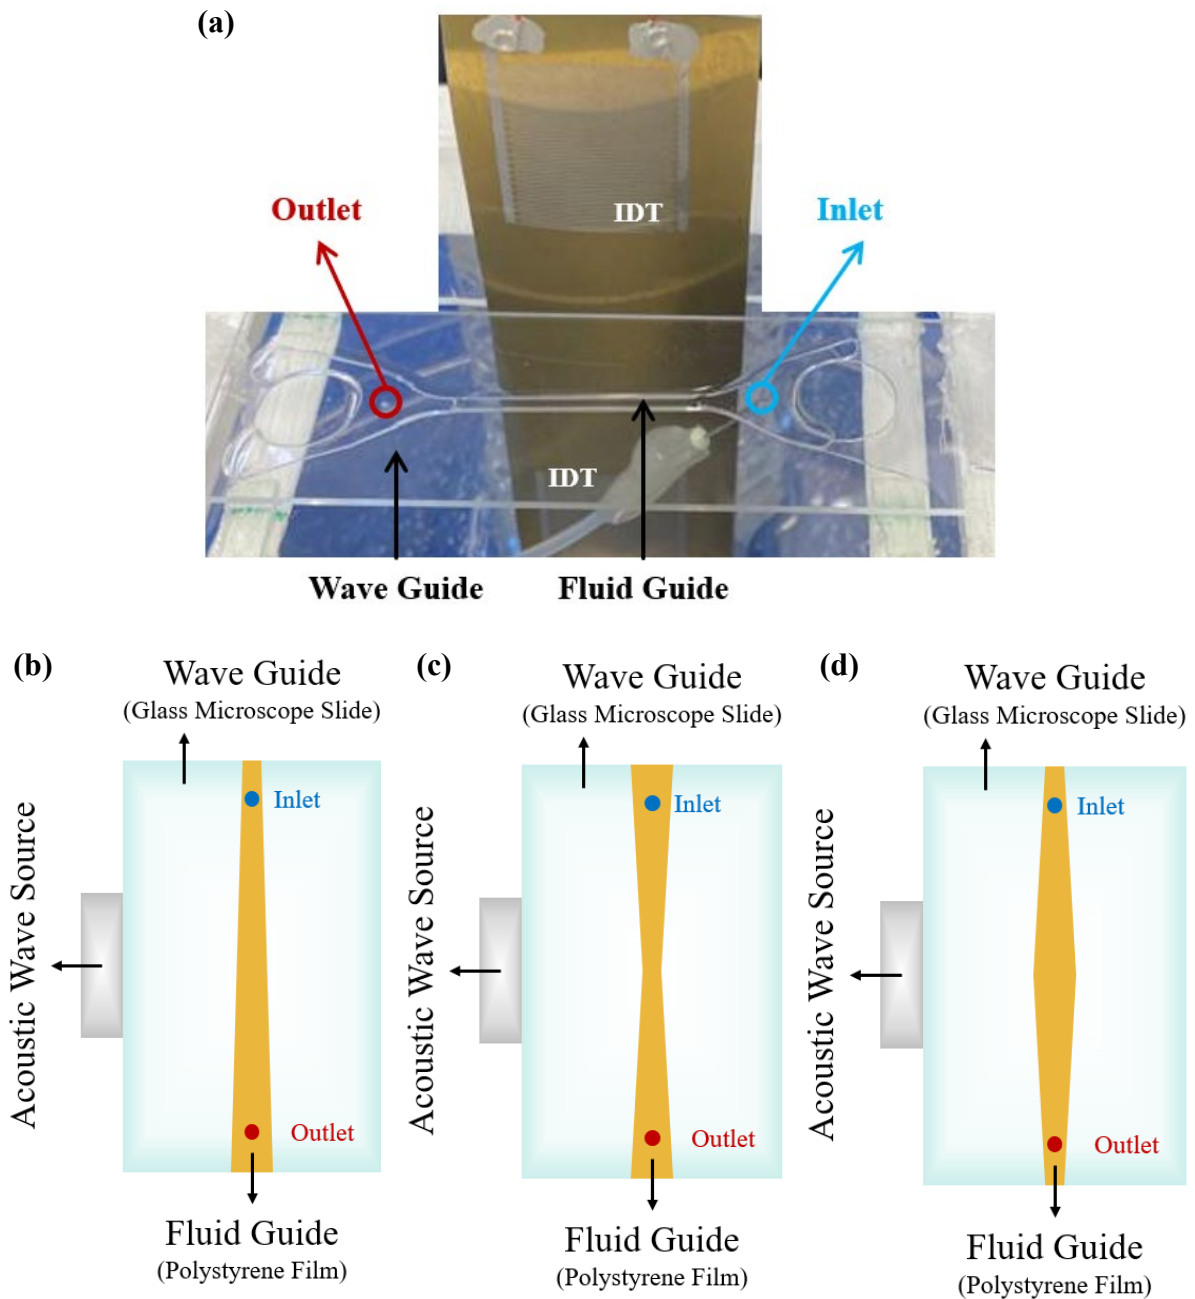 (a)
IDT
Outlet
Inlet
IDT
Wave Guide
Fluid Guide
(b)
Wave Guide
(Glass Microscope Slide)
Acoustic Wave Source
Inlet
Outlet
Fluid Guide
(Polystyrene Film)
(c)
Wave Guide
(Glass Microscope Slide)
Acoustic Wave Source
Inlet
Outlet
Fluid Guide
(Polystyrene Film)
(d)
Wave Guide
(Glass Microscope Slide)
Acoustic Wave Source
Inlet
Outlet
Fluid Guide
(Polystyrene Film)